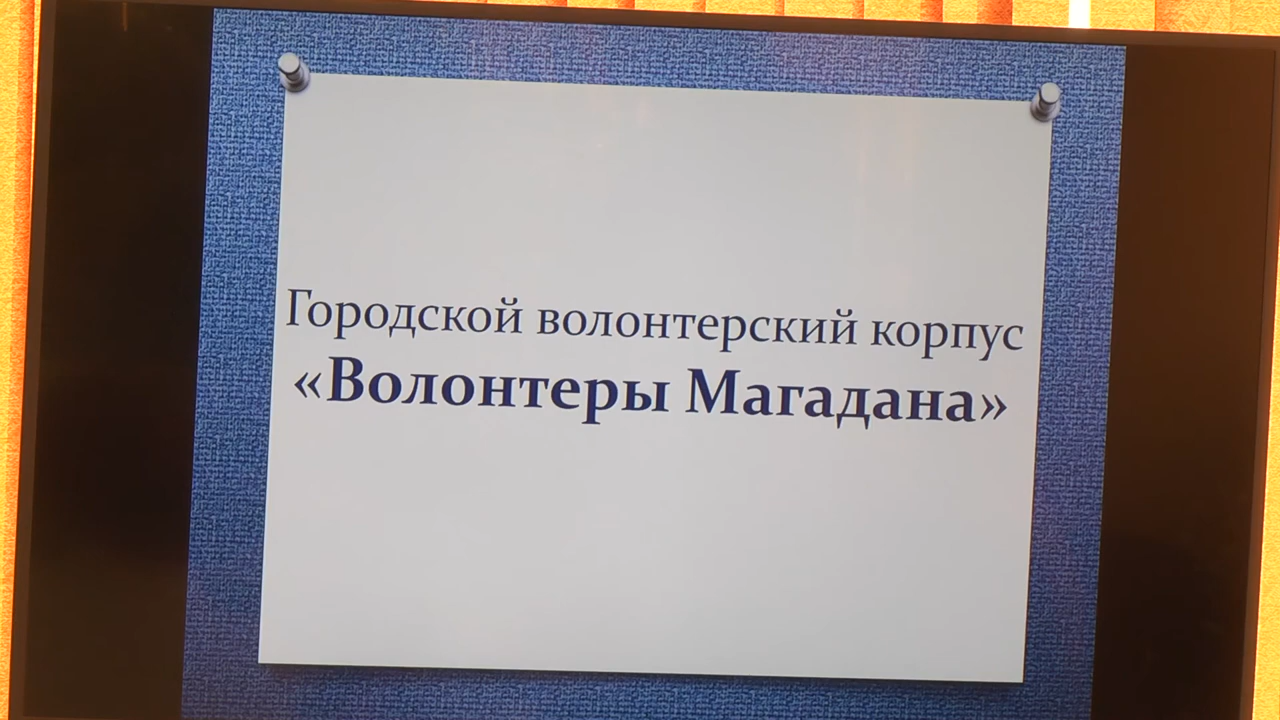 Городской волонтерский корпус
«Волонтеры Магадана»